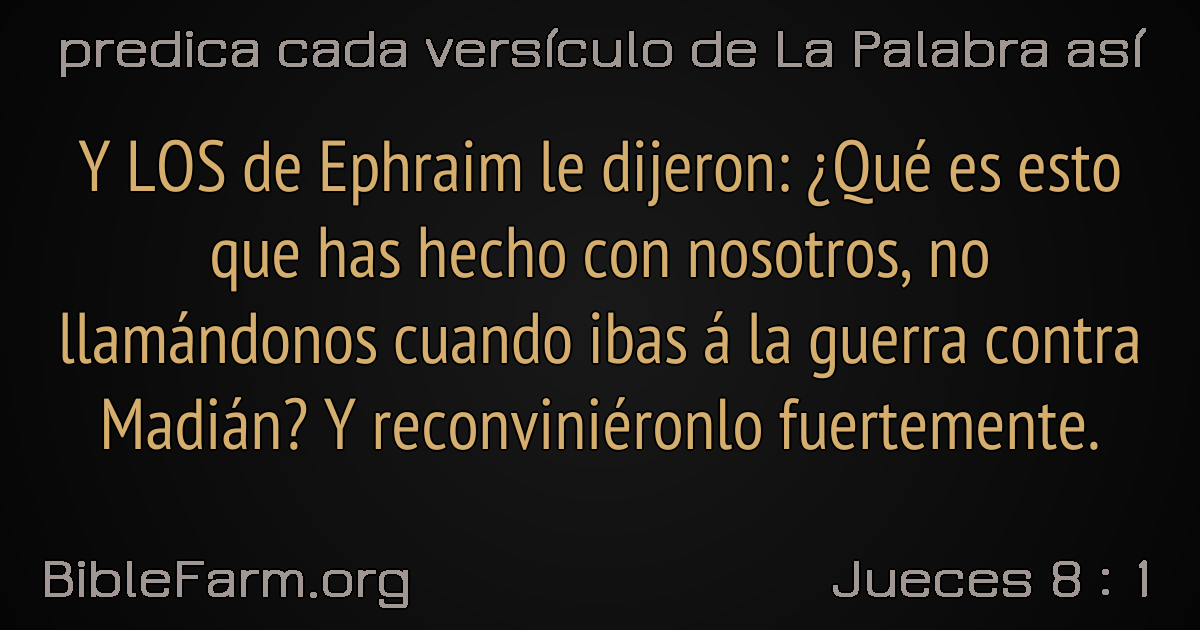 predica cada versículo de La Palabra así
Y LOS de Ephraim le dijeron: ¿Qué es esto
que has hecho con nosotros, no
llamándonos cuando ibas á la guerra contra
Madián? Y reconviniéronlo fuertemente.
BibleFarm.org
Jueces 8 : 1